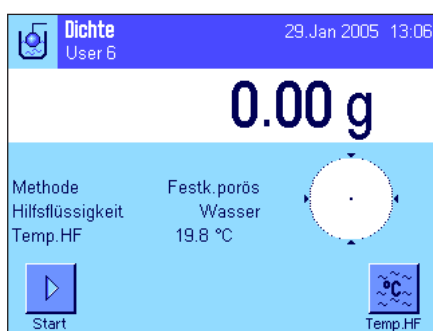 Dichte
User 6
29.Jan 2005 13:06
0.00 g
Methode Festk.porös
Hilfsflüssigkeit Wasser
Temp.HF 19.8 °C
°C
Start
Temp.HF